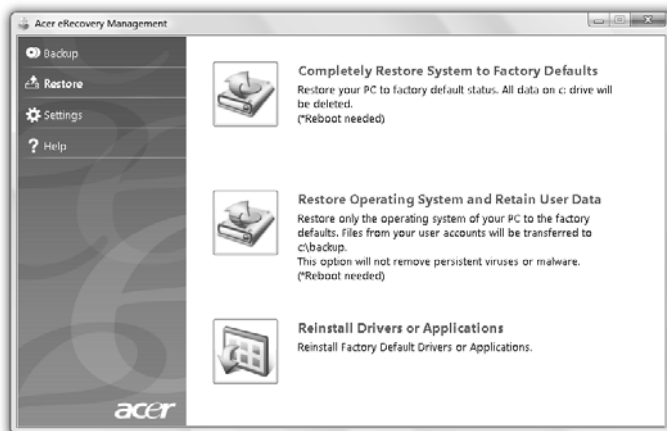 Acer eRecovery Management
Backup
Restore
Settings
? Help
Completely Restore System to Factory Defaults
Restore your PC to factory default status. All data on c: drive will
be deleted.
(*Reboot needed)
Restore Operating System and Retain User Data
Restore only the operating system of your PC to the factory
defaults. Files from your user accounts will be transferred to
c:\backup.
This option will not remove persistent viruses or malware.
(*Reboot needed)
Reinstall Drivers or Applications
Reinstall Factory Default Drivers or Applications.
acer